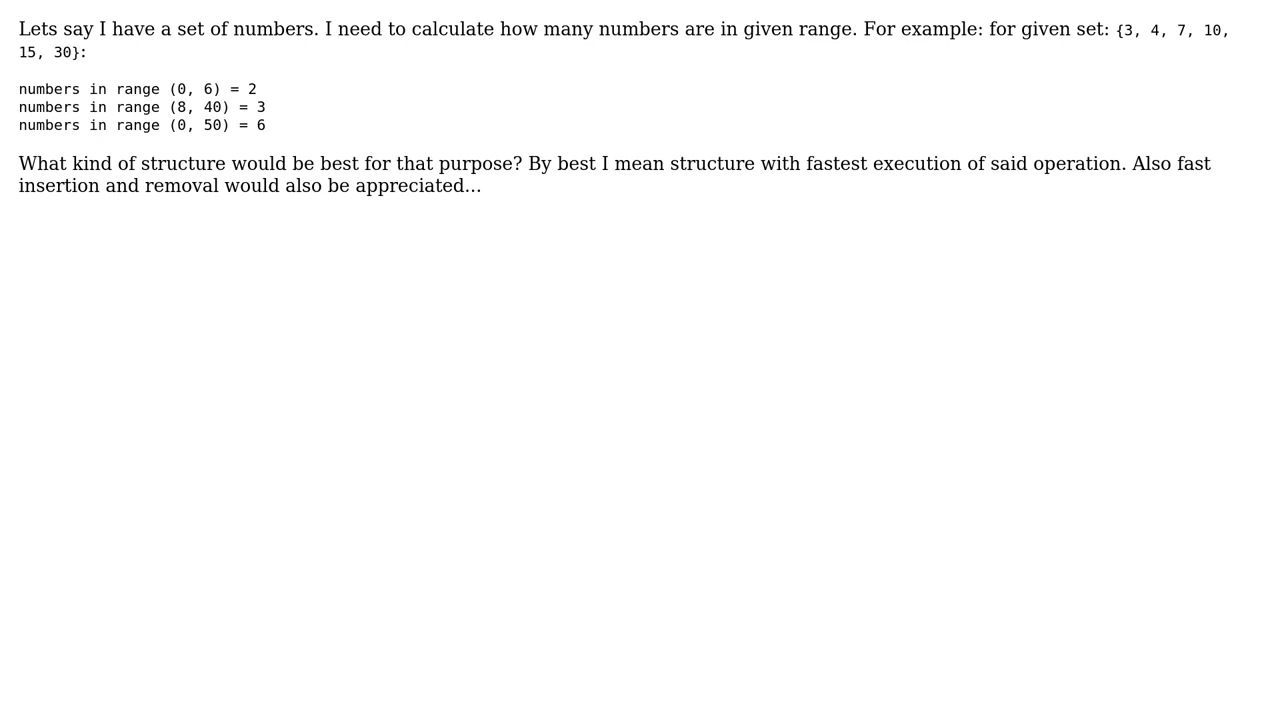 Lets say I have a set of numbers. I need to calculate how many numbers are in given range. For example: for given set: {3, 4, 7, 10,
15, 30}:
numbers in range (0, 6) = 2
numbers in range (8, 40) = 3
numbers in range (0, 50) = 6
What kind of structure would be best for that purpose? By best I mean structure with fastest execution of said operation. Also fast
insertion and removal would also be appreciated...